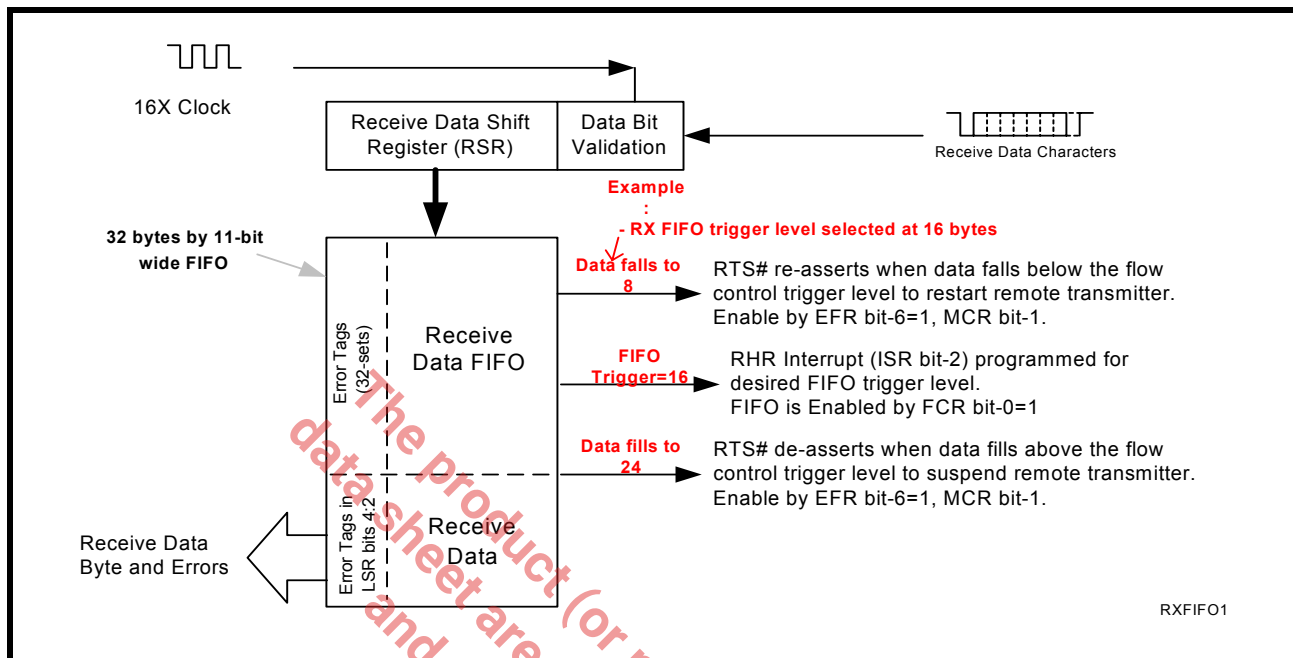 16X Clock
Receive Data Shift
Register (RSR)
Data Bit
Validation
Receive Data Characters
Example
:
- RX FIFO trigger level selected at 16 bytes
32 bytes by 11-bit
wide FIFO
Error Tags
(32-sets)
Receive
Data FIFO
Data falls to
8
RTS# re-asserts when data falls below the flow
control trigger level to restart remote transmitter.
Enable by EFR bit-6=1, MCR bit-1.
FIFO
Trigger=16
RHR Interrupt (ISR bit-2) programmed for
desired FIFO trigger level.
FIFO is Enabled by FCR bit-0=1
Data fills to
24
RTS# de-asserts when data fills above the flow
control trigger level to suspend remote transmitter.
Enable by EFR bit-6=1, MCR bit-1.
Error Tags in
LSR bits 4:2
Receive
Data
Receive Data
Byte and Errors
RXFIFO1
The product (or
data sheet are
and